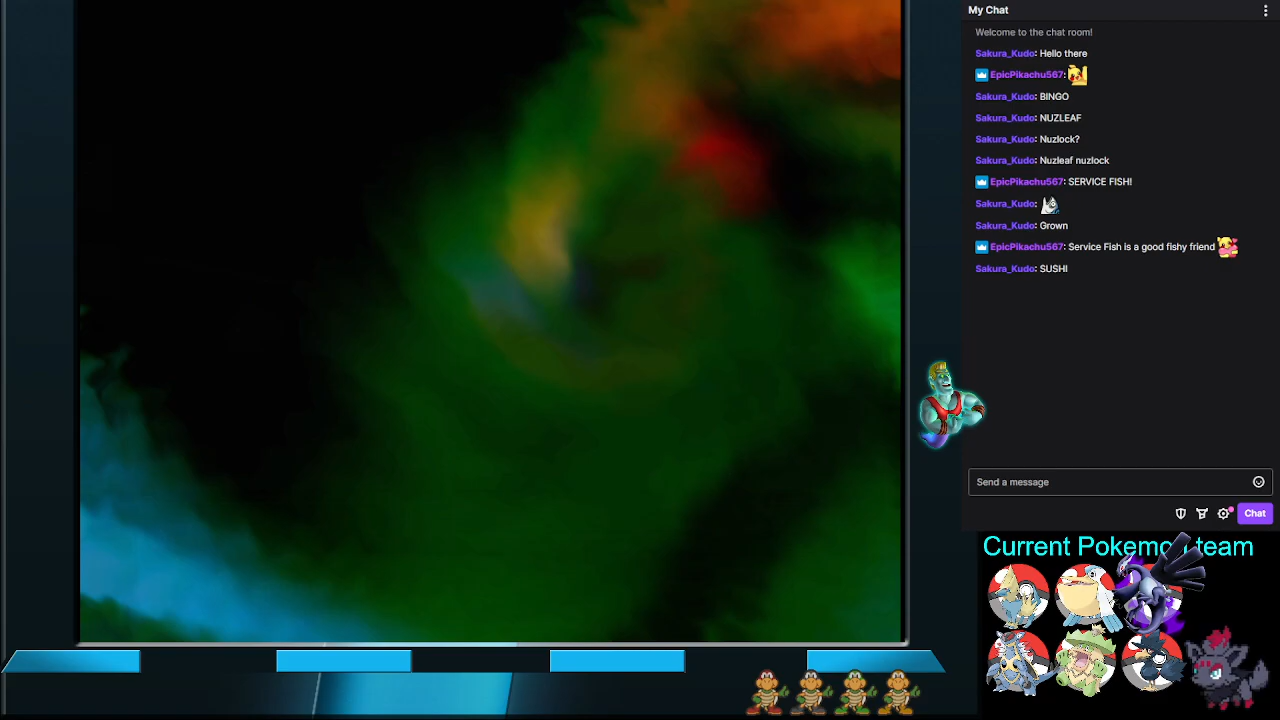 My Chat
Welcome to the chat room!
Sakura_Kudo: Hello there
EpicPikachu567:
Sakura_Kudo: BINGO
Sakura_Kudo: NUZLEAF
Sakura_Kudo: Nuzlock?
Sakura_Kudo: Nuzleaf nuzlock
EpicPikachu567: SERVICE FISH!
Sakura_Kudo:
Sakura_Kudo: Grown
EpicPikachu567: Service Fish is a good fishy friend
Sakura_Kudo: SUSHI
Send a message
Chat
Current Pokemon team